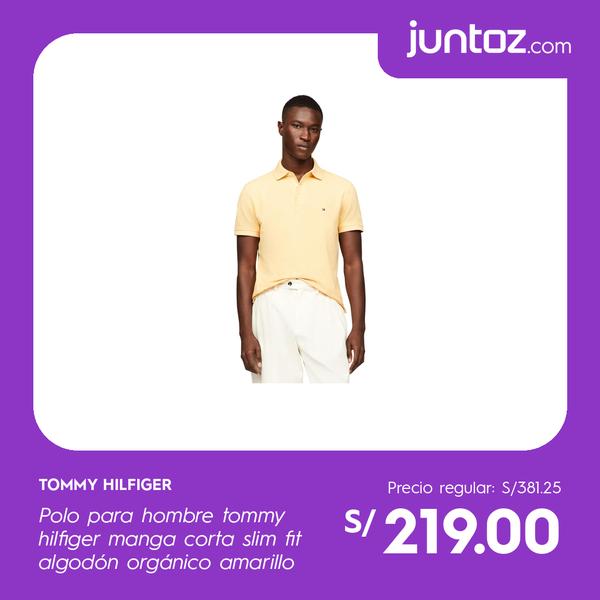 juntoz.com
TOMMY HILFIGER
Polo para hombre tommy
hilfiger manga corta slim fit
algodón orgánico amarillo
Precio regular: S/381.25
S/219.00